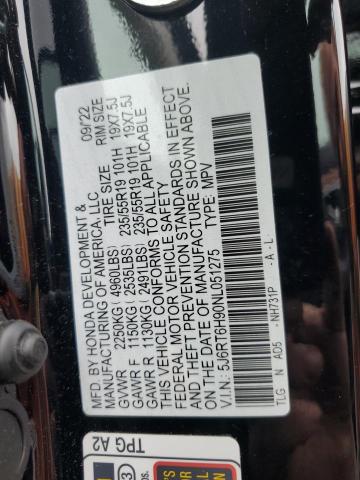 MFD. BY HONDA DEVELOPMENT & 09/22
MANUFACTURING OF AMERICA, LLC.
TIRE SIZE RIM SIZE
GVWR 2250KG ( 4960LBS)
GAWR F 1150KG ( 2535LBS) 235/55R19 101H 19X7.5J
GAWR R 1130KG ( 2491LBS) 235/55R19 101H 19X7.5J
THIS VEHICLE CONFORMS TO ALL APPLICABLE
FEDERAL MOTOR VEHICLE SAFETY
AND THEFT PREVENTION STANDARDS IN EFFECT
ON THE DATE OF MANUFACTURE SHOWN ABOVE.
V.I.N.: 5J6RT6H90NL051275 TYPE: MPV
TLG N AO5 -NH731P - A - L -
TPG A2